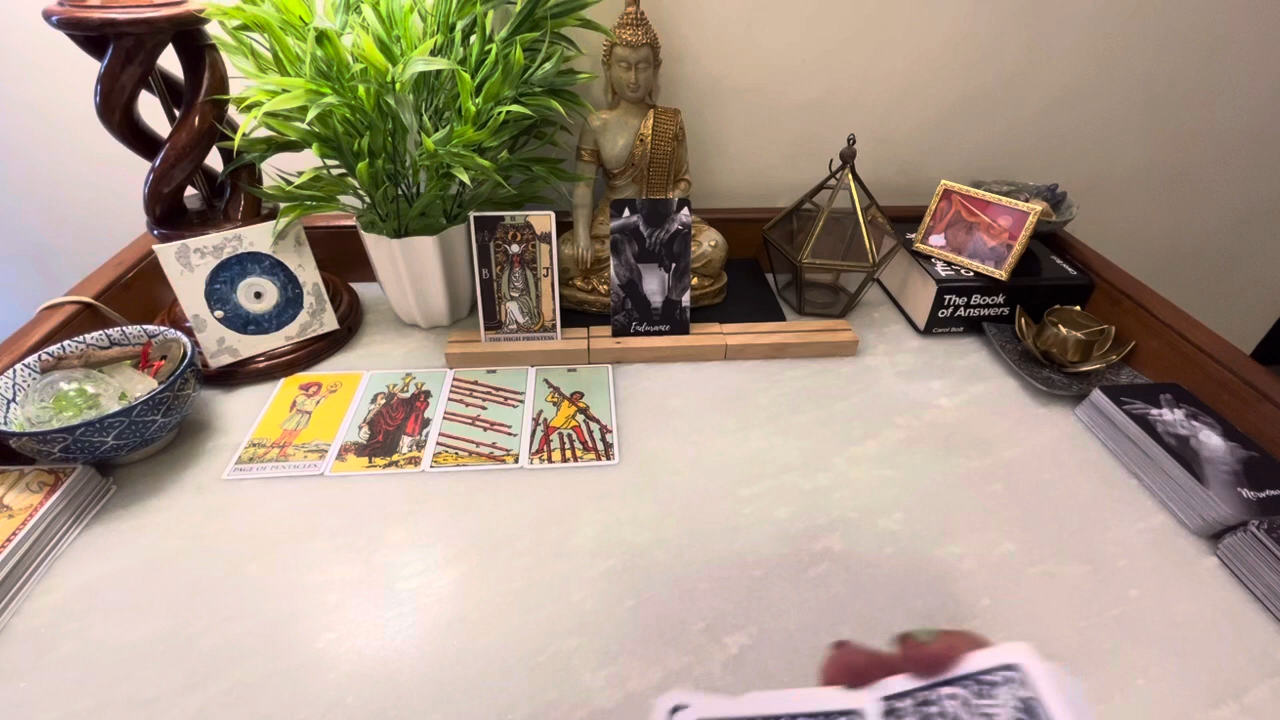 B
J
THE HIGH PRIESTESS
Endurance
The Book
of Answers
Carol Bolt
PAGE OF PENTACLES